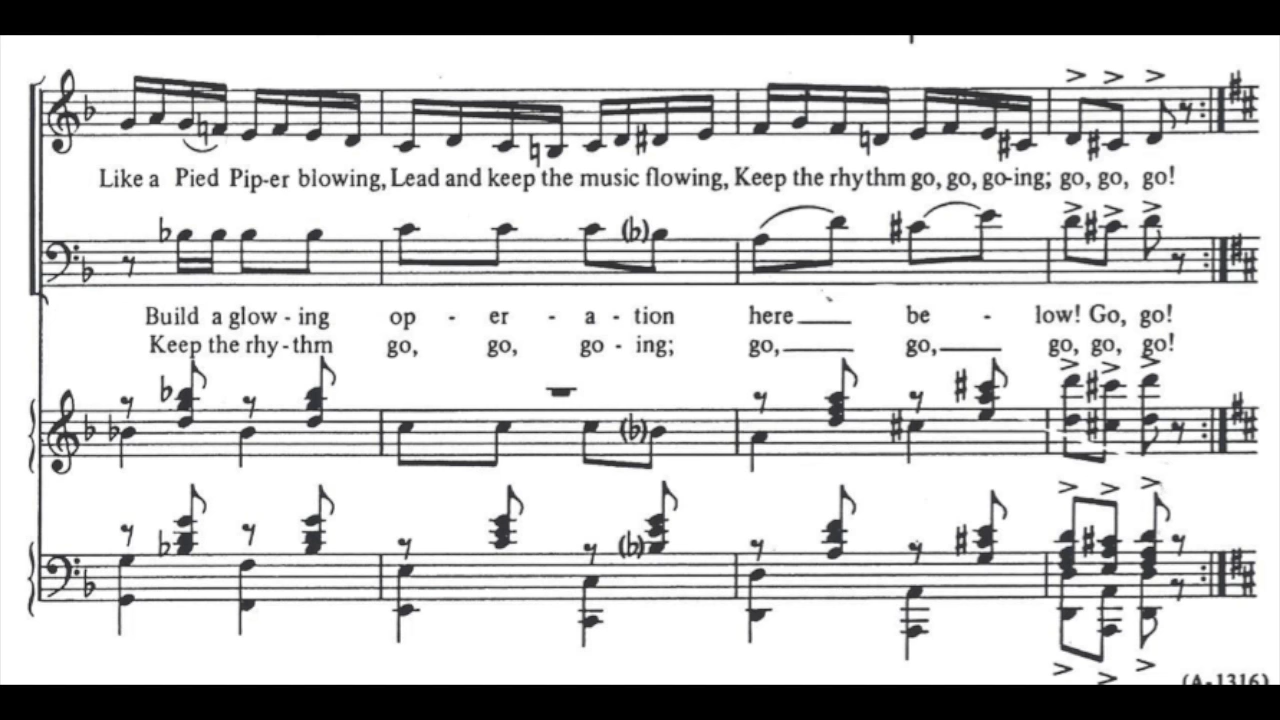 Like a Pied Pip-er blowing, Lead and keep the music flowing, Keep the rhythm go, go, go-ing; go, go, go!
Build a glow - ing op - er - a - tion here be - low! Go, go!
Keep the rhy - thm go, go, go - ing; go, go, go, go, go!
(A-1316)